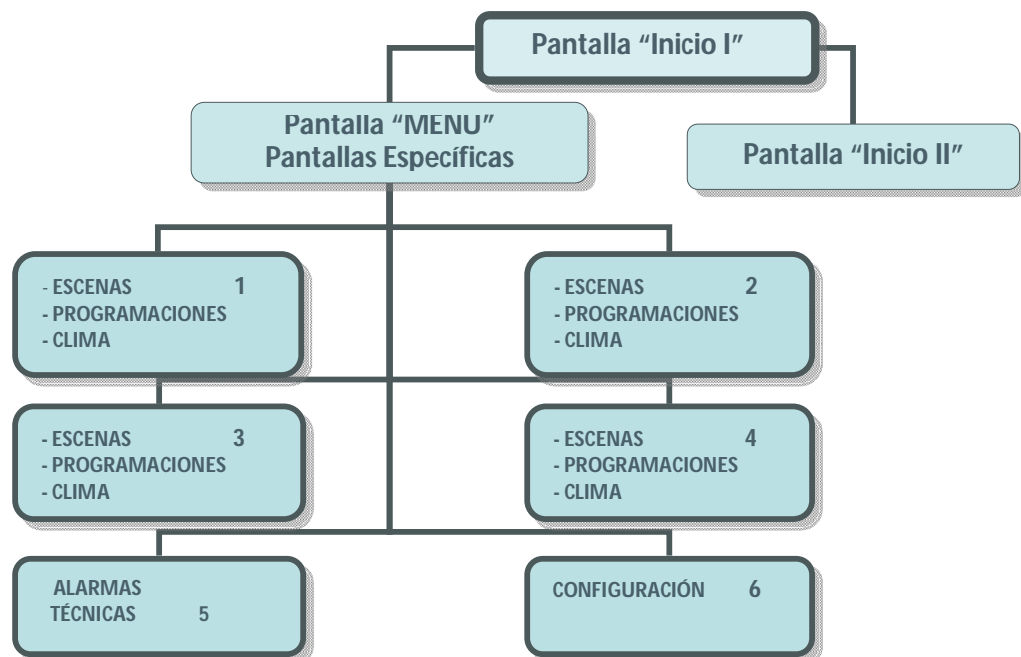 Pantalla “Inicio I”
Pantalla “MENU”
Pantallas Específicas
Pantalla “Inicio II”
- ESCENAS 1
- PROGRAMACIONES
- CLIMA
- ESCENAS 2
- PROGRAMACIONES
- CLIMA
- ESCENAS 3
- PROGRAMACIONES
- CLIMA
- ESCENAS 4
- PROGRAMACIONES
- CLIMA
ALARMAS
TÉCNICAS 5
CONFIGURACIÓN 6